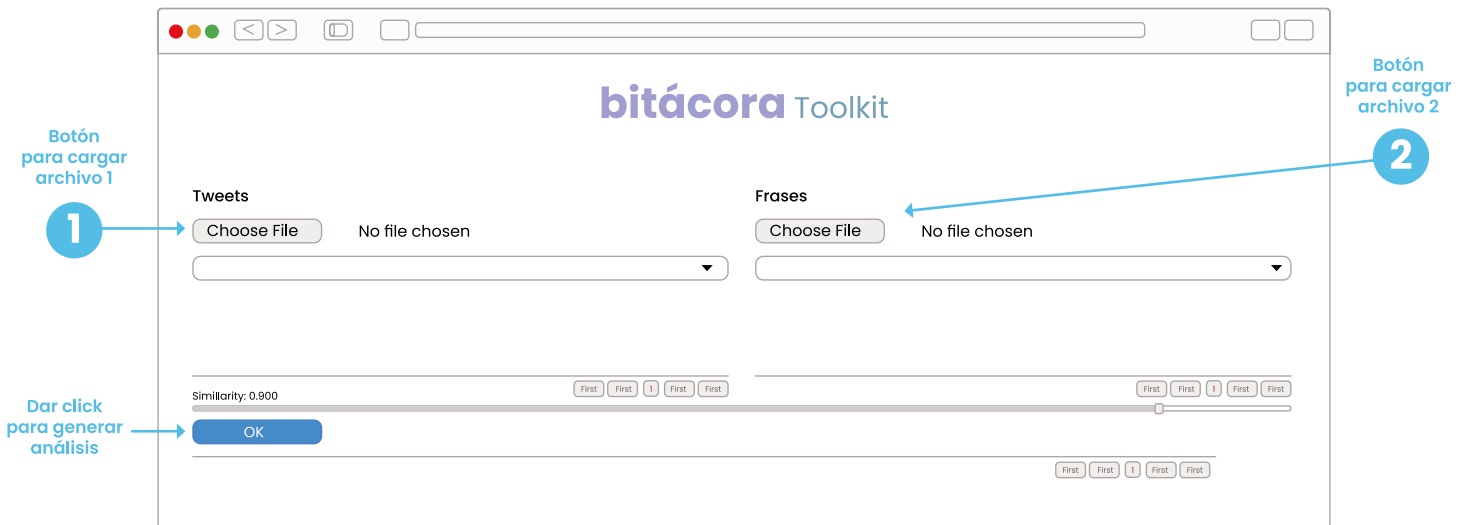 bitácora Toolkit
Botón
para cargar
archivo 1
1
Botón
para cargar
archivo 2
2
Tweets
Choose File
No file chosen
Frases
Choose File
No file chosen
First First 1 First First
First First 1 First First
Simillarity: 0.900
Dar click
para generar
análisis
OK
First First 1 First First